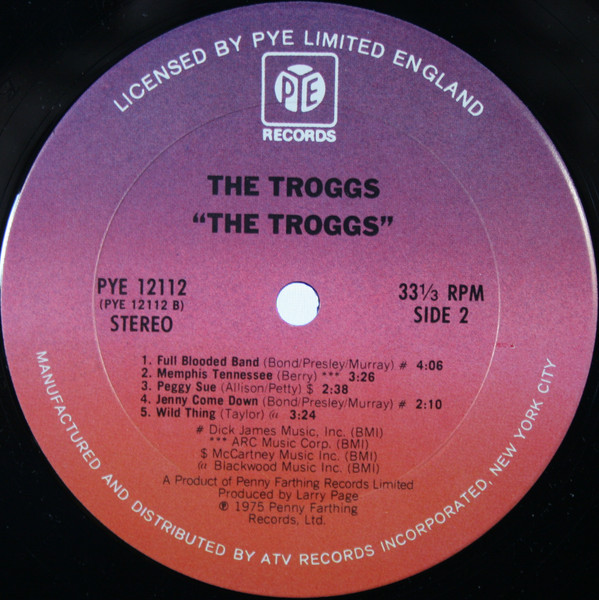 LICENSED BY PYE LIMITED ENGLAND
PYE
RECORDS
THE TROGGS
“THE TROGGS”
PYE 12112
(PYE 12112 B)
STEREO
33⅓ RPM
SIDE 2
1. Full Blooded Band (Bond/Presley/Murray) # 4:06
2. Memphis Tennessee (Berry) *** 3:26
3. Peggy Sue (Allison/Petty) $ 2:38
4. Jenny Come Down (Bond/Presley/Murray) # 2:10
5. Wild Thing (Taylor) @ 3:24
# Dick James Music, Inc. (BMI)
*** ARC Music Corp. (BMI)
$ McCartney Music Inc. (BMI)
@ Blackwood Music Inc. (BMI)
A Product of Penny Farthing Records Limited
Produced by Larry Page
℗ 1975 Penny Farthing
Records, Ltd.
MANUFACTURED AND DISTRIBUTED BY ATV RECORDS INCORPORATED, NEW YORK CITY